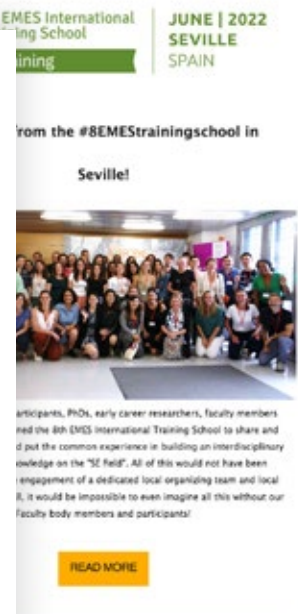 EMES International
ing School
aining
JUNE | 2022
SEVILLE
SPAIN
from the #8EMEStrainingschool in
Seville!
articipants, PhDs, early career researchers, faculty members
ned the 8th EMES International Training School to share and
d put the common experience in building an interdisciplinary
owledge on the "SE field". All of this would not have been
engagement of a dedicated local organizing team and local
ll, it would be impossible to even imagine all this without our
Faculty body members and participants!
READ MORE